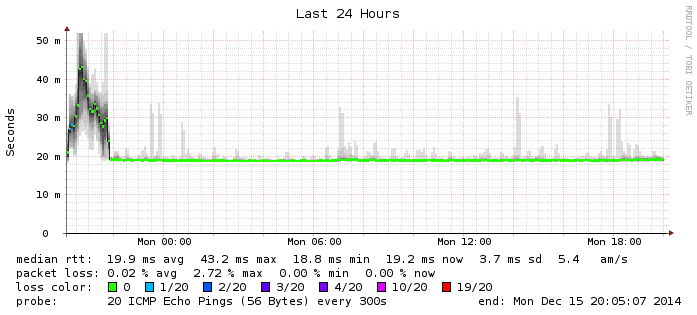 Last 24 Hours
RRDTOOL / TOBI OETIKER
Seconds
50 m
40 m
30 m
20 m
10 m
0
Mon 00:00 Mon 06:00 Mon 12:00 Mon 18:00
median rtt: 19.9 ms avg 43.2 ms max 18.8 ms min 19.2 ms now 3.7 ms sd 5.4 am/s
packet loss: 0.02 % avg 2.72 % max 0.00 % min 0.00 % now
loss color: 0 1/20 2/20 3/20 4/20 10/20 19/20
probe: 20 ICMP Echo Pings (56 Bytes) every 300s end: Mon Dec 15 20:05:07 2014